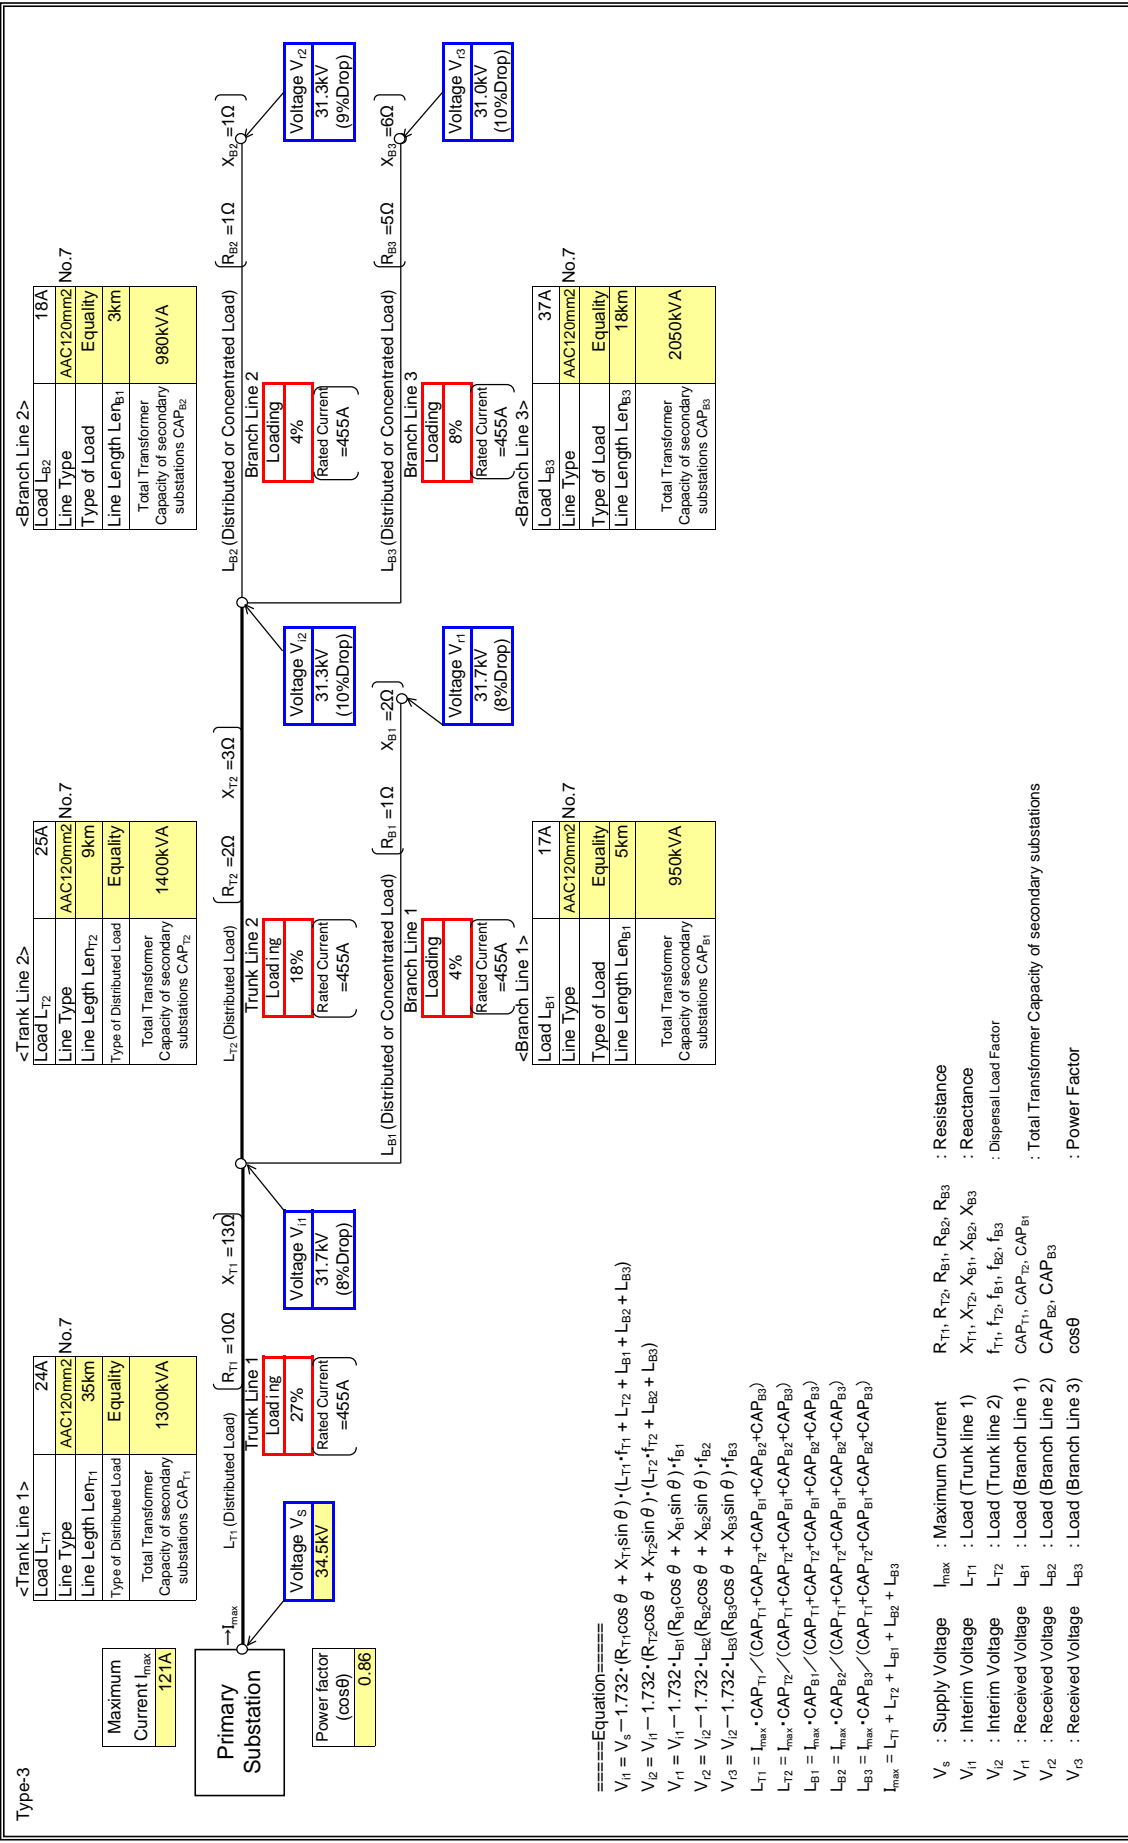 Type-3
Maximum
Current Imax
121A
Primary
Substation
Power factor
(cosθ)
0.86
→Imax
Voltage VS
34.5kV
<Trank Line 1>
Load LT1 24A
Line Type AAC120mm2 No.7
Line Legth LenT1 35km
Type of Distributed Load Equality
Total Transformer
Capacity of secondary
substations CAPT1
1300kVA
LT1 (Distributed Load) RT1 =10Ω XT1 =13Ω
Trunk Line 1
Loading
27%
Rated Current
=455A
Voltage Vi1
31.7kV
(8%Drop)
<Trank Line 2>
Load LT2 25A
Line Type AAC120mm2 No.7
Line Legth LenT2 9km
Type of Distributed Load Equality
Total Transformer
Capacity of secondary
substations CAPT2
1400kVA
LT2 (Distributed Load) RT2 =2Ω XT2 =3Ω
Trunk Line 2
Loading
18%
Rated Current
=455A
Voltage Vi2
31.3kV
(10%Drop)
LB1 (Distributed or Concentrated Load) RB1 =1Ω XB1 =2Ω
Branch Line 1
Loading
4%
Rated Current
=455A
Voltage Vr1
31.7kV
(8%Drop)
<Branch Line 1>
Load LB1 17A
Line Type AAC120mm2 No.7
Type of Load Equality
Line Length LenB1 5km
Total Transformer
Capacity of secondary
substations CAPB1
950kVA
<Branch Line 2>
Load LB2 18A
Line Type AAC120mm2 No.7
Type of Load Equality
Line Length LenB1 3km
Total Transformer
Capacity of secondary
substations CAPB2
980kVA
LB2 (Distributed or Concentrated Load) RB2 =1Ω XB2 =1Ω
Branch Line 2
Loading
4%
Rated Current
=455A
Voltage Vr2
31.3kV
(9%Drop)
LB3 (Distributed or Concentrated Load) RB3 =5Ω XB3 =6Ω
Branch Line 3
Loading
8%
Rated Current
=455A
Voltage Vr3
31.0kV
(10%Drop)
<Branch Line 3>
Load LB3 37A
Line Type AAC120mm2 No.7
Type of Load Equality
Line Length LenB3 18km
Total Transformer
Capacity of secondary
substations CAPB3
2050kVA
=====Equation=====
Vi1 = Vs−1.732•(RT1cos θ + XT1sin θ)•(LT1•fT1 + LT2 + LB1 + LB2 + LB3)
Vi2 = Vi1−1.732•(RT2cos θ + XT2sin θ)•(LT2•fT2 + LB2 + LB3)
Vr1 = Vi1−1.732•LB1(RB1cos θ + XB1sin θ)•fB1
Vr2 = Vi2−1.732•LB2(RB2cos θ + XB2sin θ)•fB2
Vr3 = Vi2−1.732•LB3(RB3cos θ + XB3sin θ)•fB3
LT1 = Imax•CAPT1／(CAPT1+CAPT2+CAPB1+CAPB2+CAPB3)
LT2 = Imax•CAPT2／(CAPT1+CAPT2+CAPB1+CAPB2+CAPB3)
LB1 = Imax•CAPB1／(CAPT1+CAPT2+CAPB1+CAPB2+CAPB3)
LB2 = Imax•CAPB2／(CAPT1+CAPT2+CAPB1+CAPB2+CAPB3)
LB3 = Imax•CAPB3／(CAPT1+CAPT2+CAPB1+CAPB2+CAPB3)
Imax = LT1 + LT2 + LB1 + LB2 + LB3
Vs : Supply Voltage Imax : Maximum Current RT1, RT2, RB1, RB2, RB3 : Resistance
Vi1 : Interim Voltage LT1 : Load (Trunk line 1) XT1, XT2, XB1, XB2, XB3 : Reactance
Vi2 : Interim Voltage LT2 : Load (Trunk line 2) fT1, fT2, fB1, fB2, fB3 : Dispersal Load Factor
Vr1 : Received Voltage LB1 : Load (Branch Line 1) CAPT1, CAPT2, CAPB1
Vr2 : Received Voltage LB2 : Load (Branch Line 2) CAPB2, CAPB3 : Total Transformer Capacity of secondary substations
Vr3 : Received Voltage LB3 : Load (Branch Line 3) cosθ : Power Factor